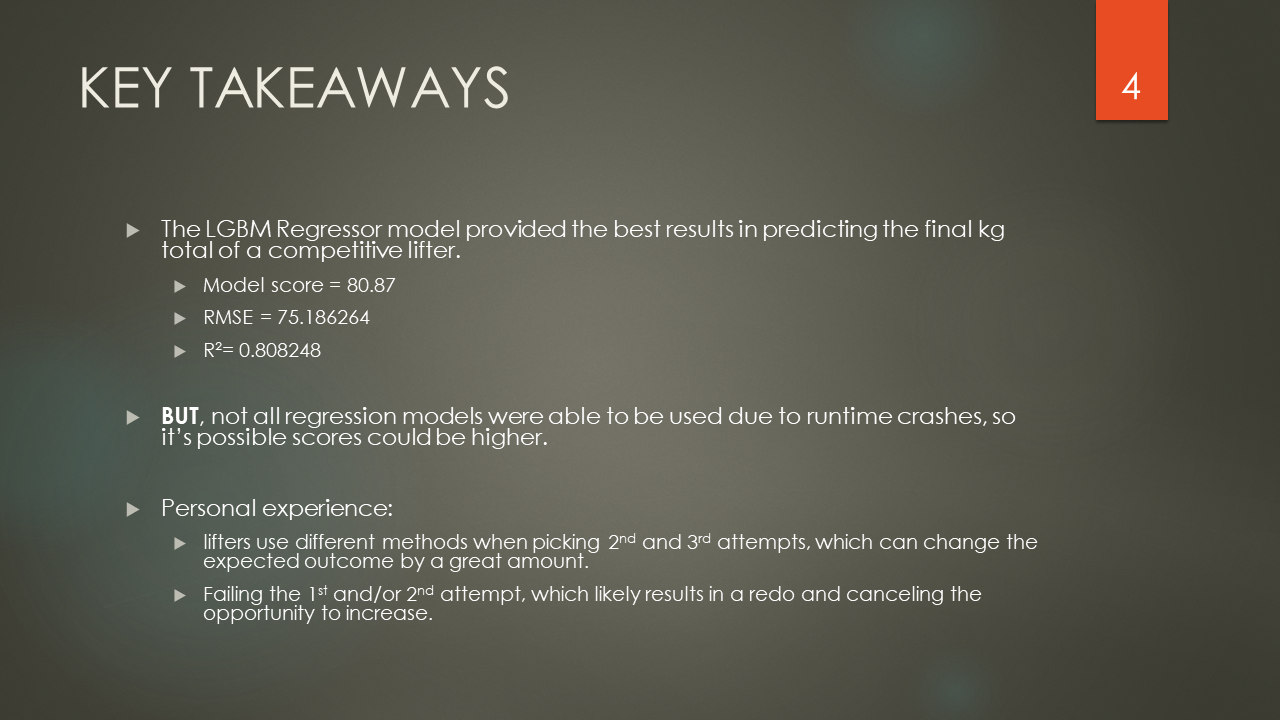 KEY TAKEAWAYS
4
The LGBM Regressor model provided the best results in predicting the final kg
total of a competitive lifter.
Model score = 80.87
RMSE = 75.186264
R²= 0.808248
BUT, not all regression models were able to be used due to runtime crashes, so
it's possible scores could be higher.
Personal experience:
lifters use different methods when picking 2nd and 3rd attempts, which can change the
expected outcome by a great amount.
Failing the 1st and/or 2nd attempt, which likely results in a redo and canceling the
opportunity to increase.